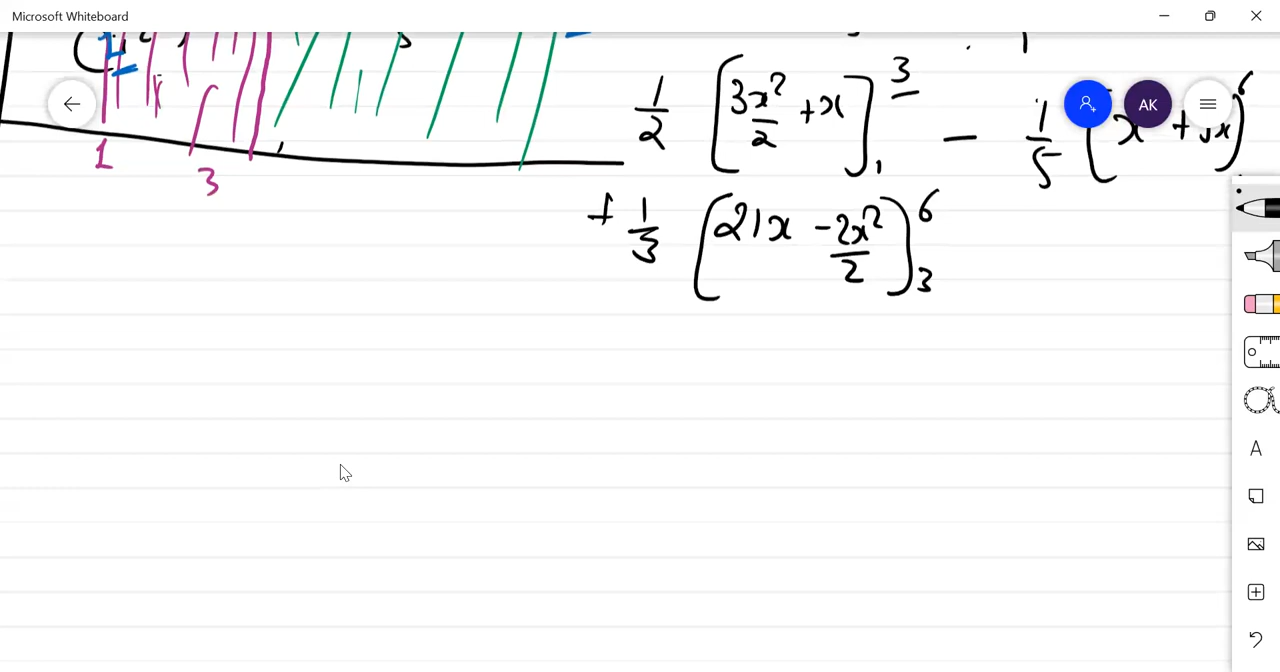 Microsoft Whiteboard
1/2 [3x²/2 + x]₁³ - 1/5
AK
1
3
+ 1/3 [21x - 2x²/2]₃⁶
A